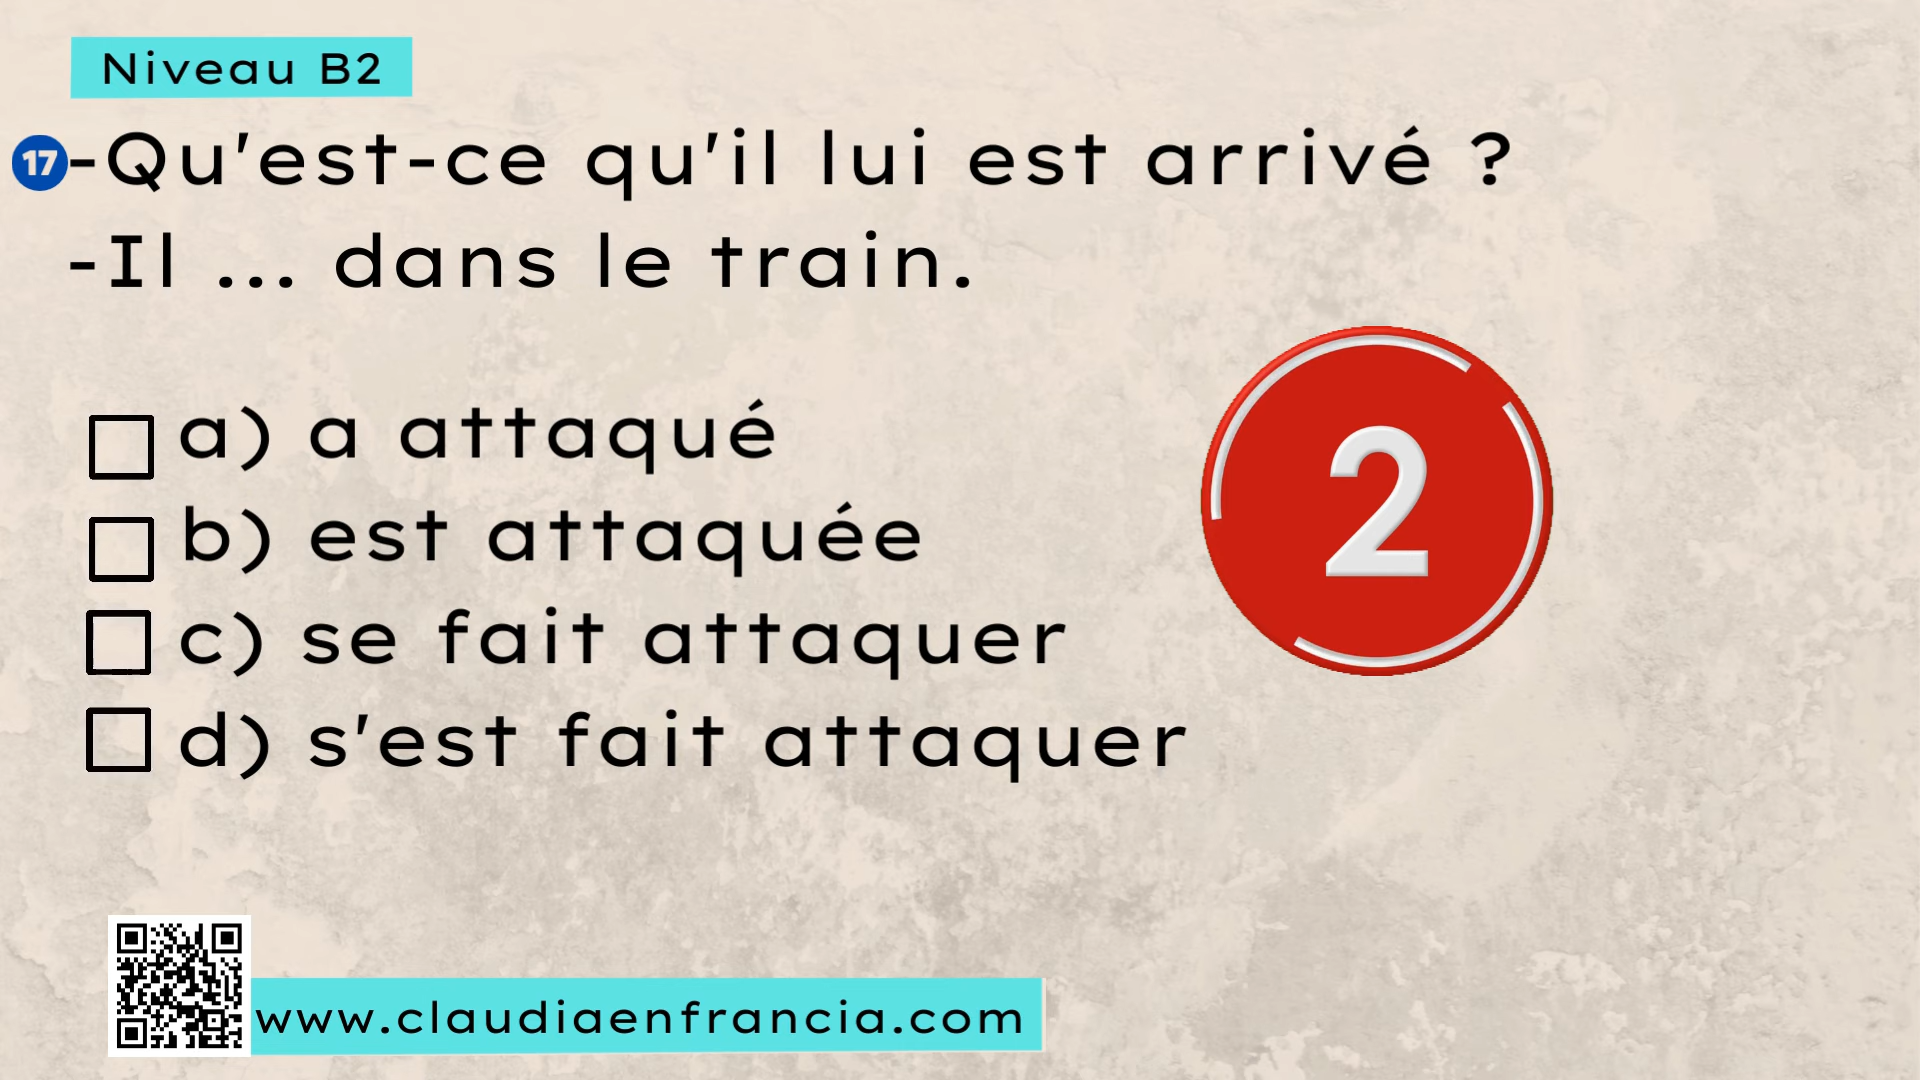 Niveau B2
17 -Qu'est-ce qu'il lui est arrivé ?
-Il ... dans le train.
a) a attaqué
b) est attaquée
c) se fait attaquer
d) s'est fait attaquer
2
www.claudiaenfrancia.com